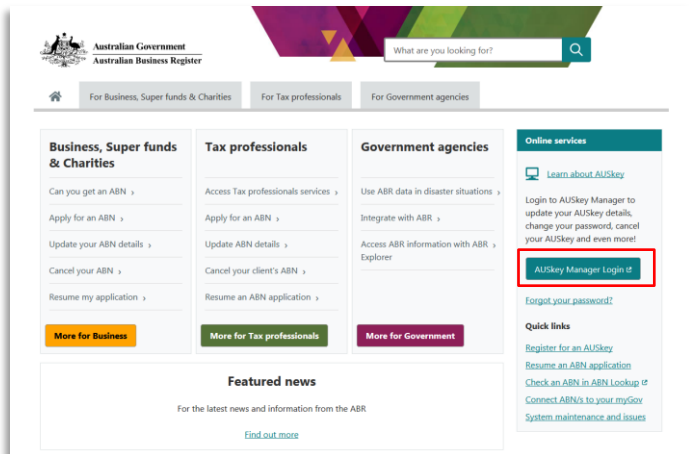 Australian Government
Australian Business Register
What are you looking for?
For Business, Super funds & Charities
For Tax professionals
For Government agencies
Business, Super funds
& Charities
Can you get an ABN ›
Apply for an ABN ›
Update your ABN details ›
Cancel your ABN ›
Resume my application ›
More for Business
Tax professionals
Access Tax professionals services ›
Apply for an ABN ›
Update ABN details ›
Cancel your client's ABN ›
Resume an ABN application ›
More for Tax professionals
Government agencies
Use ABR data in disaster situations ›
Integrate with ABR ›
Access ABR information with ABR ›
Explorer
More for Government
Online services
Learn about AUSkey
Login to AUSkey Manager to
update your AUSkey details,
change your password, cancel
your AUSkey and even more!
AUSkey Manager Login
Forgot your password?
Quick links
Register for an AUSkey
Resume an ABN application
Check an ABN in ABN Lookup
Connect ABN/s to your myGov
System maintenance and issues
Featured news
For the latest news and information from the ABR
Find out more